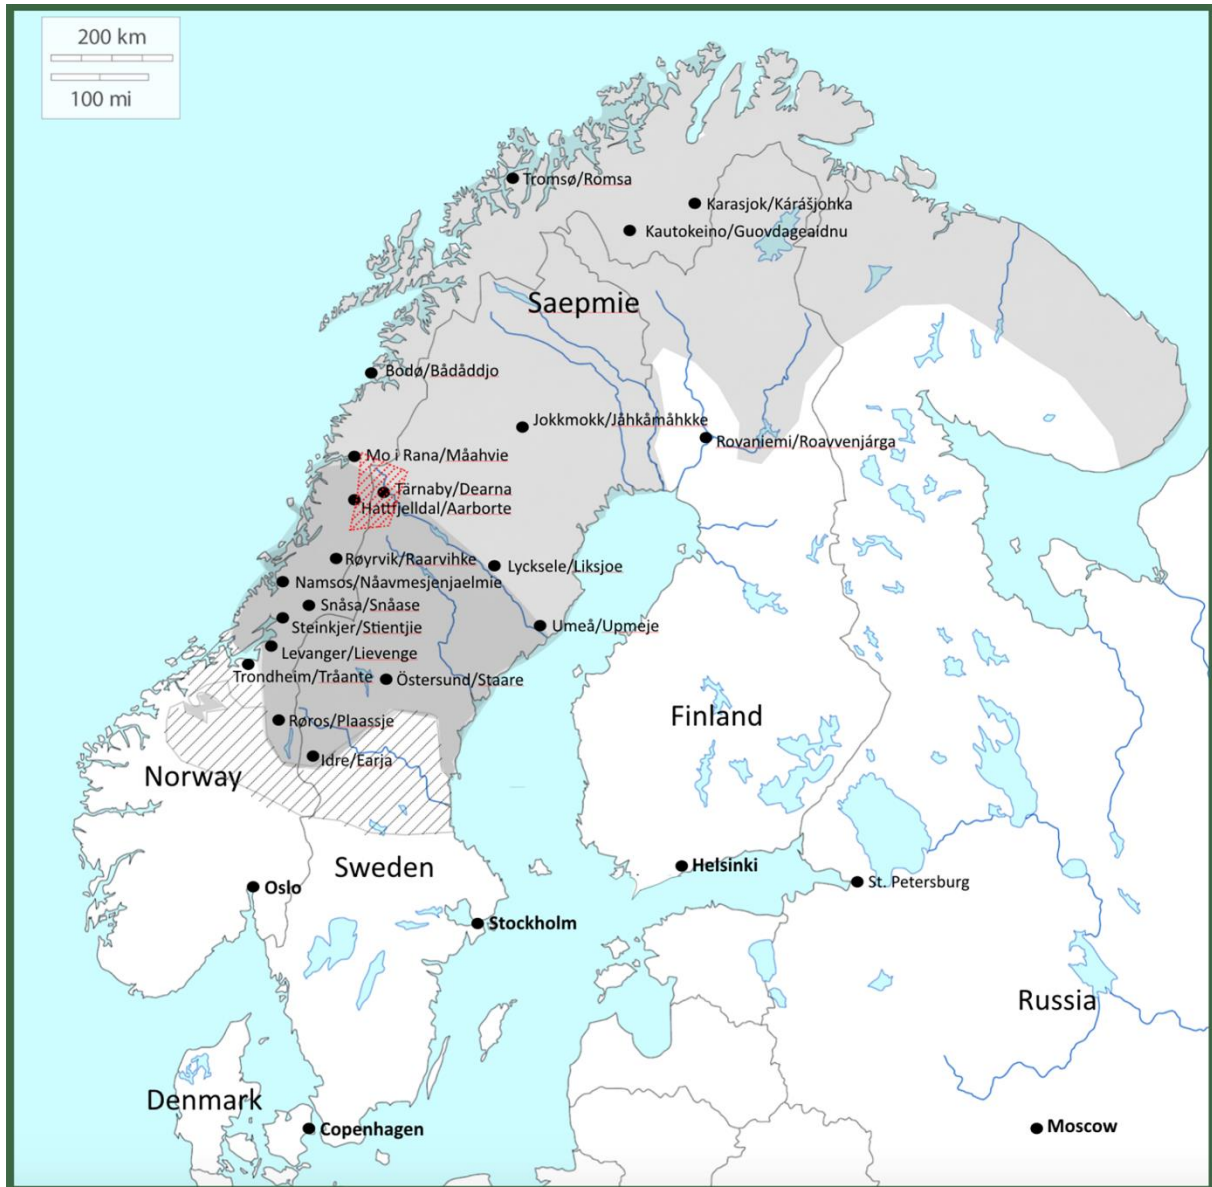 200 km
100 mi
Tromsø/Romsa
Karasjok/Kárášjohka
Kautokeino/Guovdageaidnu
Saepmie
Bodø/Bådåddjo
Jokkmokk/Jåhkåmåhkke
Rovaniemi/Roavvenjárga
Mo i Rana/Måahvie
Tärnaby/Dearna
Hattfjelldal/Aarborte
Røyrvik/Raarvihke
Lycksele/Liksjoe
Namsos/Nåavmesjenjaelmie
Snåsa/Snåase
Steinkjer/Stientjie
Umeå/Upmeje
Levanger/Lievenge
Trondheim/Tråante
Östersund/Staare
Røros/Plaassje
Finland
Idre/Earja
Norway
Sweden
Helsinki
St. Petersburg
Oslo
Stockholm
Russia
Denmark
Copenhagen
Moscow